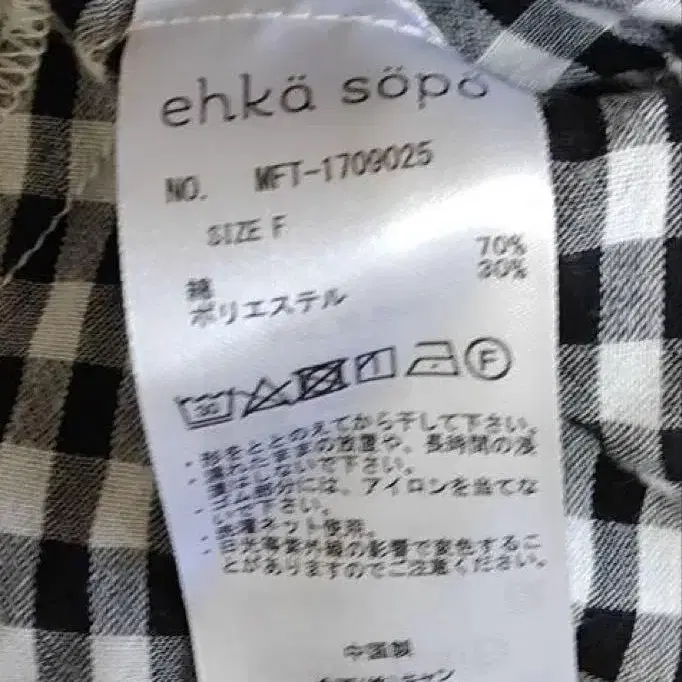 ehkä söpö
NO. MFT-1709025
SIZE F
綿 70%
ポリエステル 30%
30
F
・形をととのえてから干して下さい。
・濡れたままの放置や、長時間の浸
漬はしないで下さい。
・ゴム部分には、アイロンを当てな
いで下さい。
・洗濯ネット使用。
・日光等紫外線の影響で変色するこ
とがありますのでご注意ください。
中国製